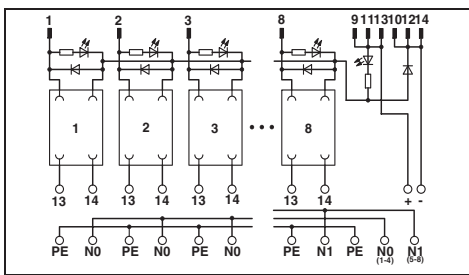 1 2 3 8 9 11 13 10 12 14
1 2 3 ••• 8
13 14 13 14 13 14 13 14 + -
PE N0 PE N0 PE N0 PE N1 PE N0 N1
(1-4) (5-8)